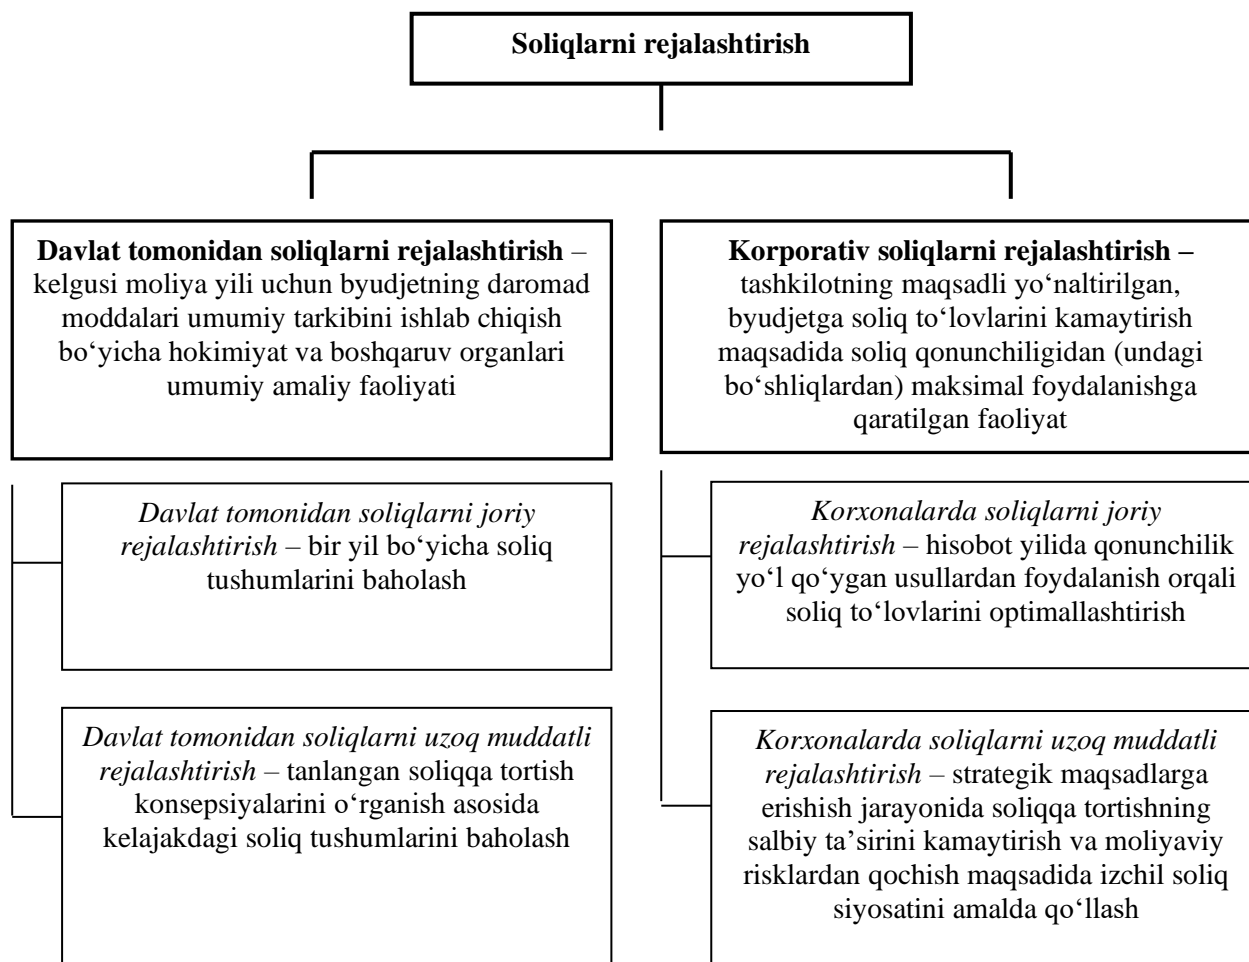 Soliqlarni rejalashtirish
Davlat tomonidan soliqlarni rejalashtirish –
kelgusi moliya yili uchun byudjetning daromad
moddalari umumiy tarkibini ishlab chiqish
bo‘yicha hokimiyat va boshqaruv organlari
umumiy amaliy faoliyati
Korporativ soliqlarni rejalashtirish –
tashkilotning maqsadli yo‘naltirilgan,
byudjetga soliq to‘lovlarini kamaytirish
maqsadida soliq qonunchiligidan (undagi
bo‘shliqlardan) maksimal foydalanishga
qaratilgan faoliyat
Davlat tomonidan soliqlarni joriy
rejalashtirish – bir yil bo‘yicha soliq
tushumlarini baholash
Korxonalarda soliqlarni joriy
rejalashtirish – hisobot yilida qonunchilik
yo‘l qo‘ygan usullardan foydalanish orqali
soliq to‘lovlarini optimallashtirish
Davlat tomonidan soliqlarni uzoq muddatli
rejalashtirish – tanlangan soliqqa tortish
konsepsiyalarini o‘rganish asosida
kelajakdagi soliq tushumlarini baholash
Korxonalarda soliqlarni uzoq muddatli
rejalashtirish – strategik maqsadlarga
erishish jarayonida soliqqa tortishning
salbiy ta’sirini kamaytirish va moliyaviy
risklardan qochish maqsadida izchil soliq
siyosatini amalda qo‘llash